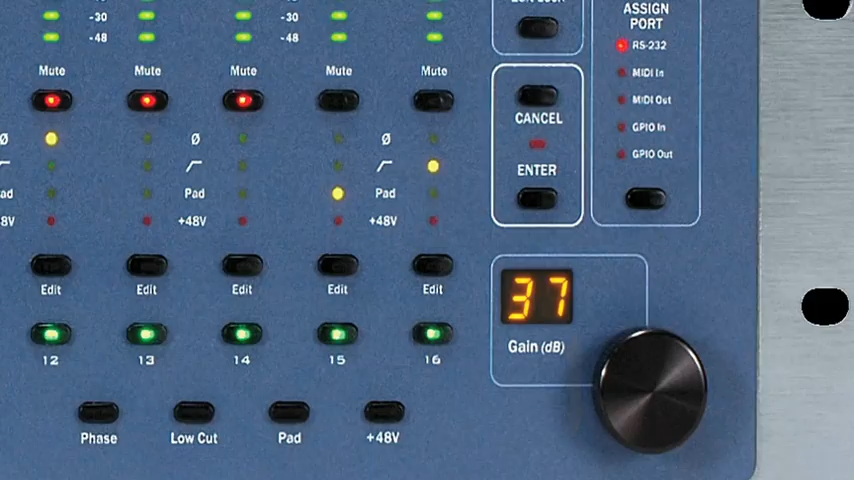 ASSIGN
PORT
-30 -30
-48 -48
RS-232
Mute Mute Mute Mute Mute
MIDI In
MIDI Out
CANCEL
GPIO In
Ø Ø Ø
GPIO Out
ENTER
Pad Pad
+48V +48V
Edit Edit Edit Edit Edit
37
Gain (dB)
12 13 14 15 16
Phase Low Cut Pad +48V